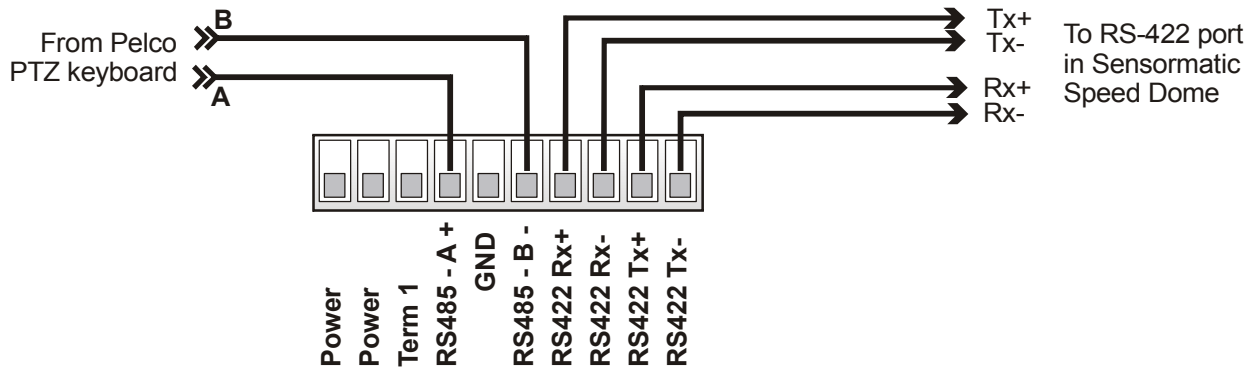 From Pelco
PTZ keyboard
B
A
Tx+
Tx-
Rx+
Rx-
To RS-422 port
in Sensormatic
Speed Dome
Power
Power
Term 1
RS485 - A +
GND
RS485 - B -
RS422 Rx+
RS422 Rx-
RS422 Tx+
RS422 Tx-